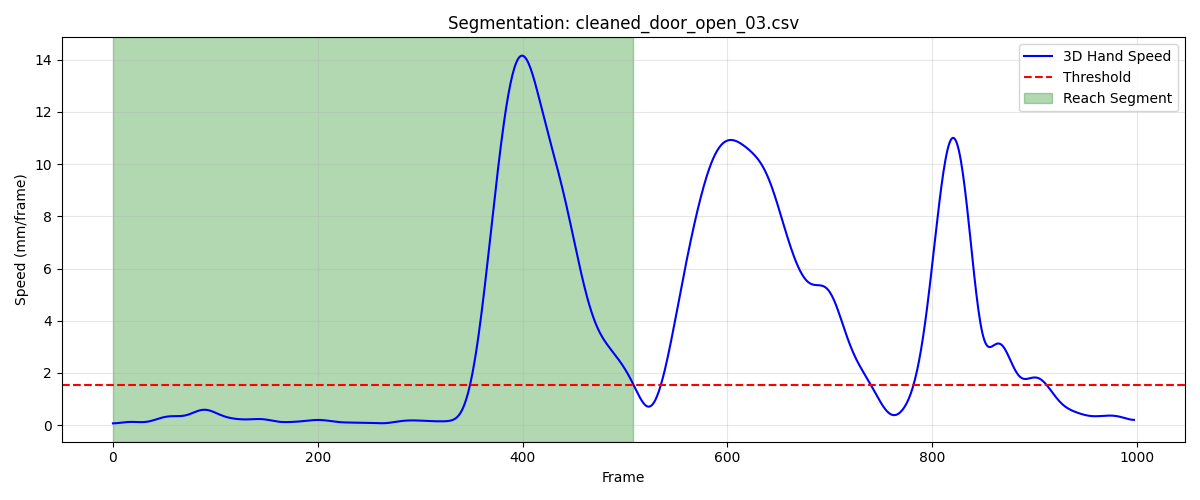 Segmentation: cleaned_door_open_03.csv
14
12
10
8
6
4
2
0
Speed (mm/frame)
3D Hand Speed
Threshold
Reach Segment
0 200 400 600 800 1000
Frame